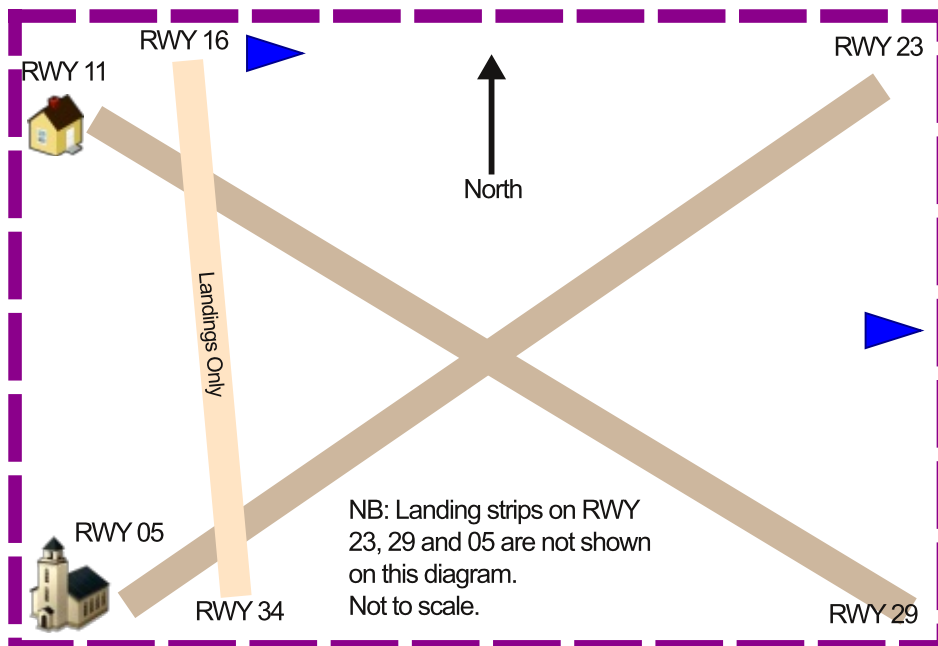 RWY 16
RWY 23
RWY 11
North
Landings Only
NB: Landing strips on RWY
23, 29 and 05 are not shown
on this diagram.
Not to scale.
RWY 05
RWY 34
RWY 29